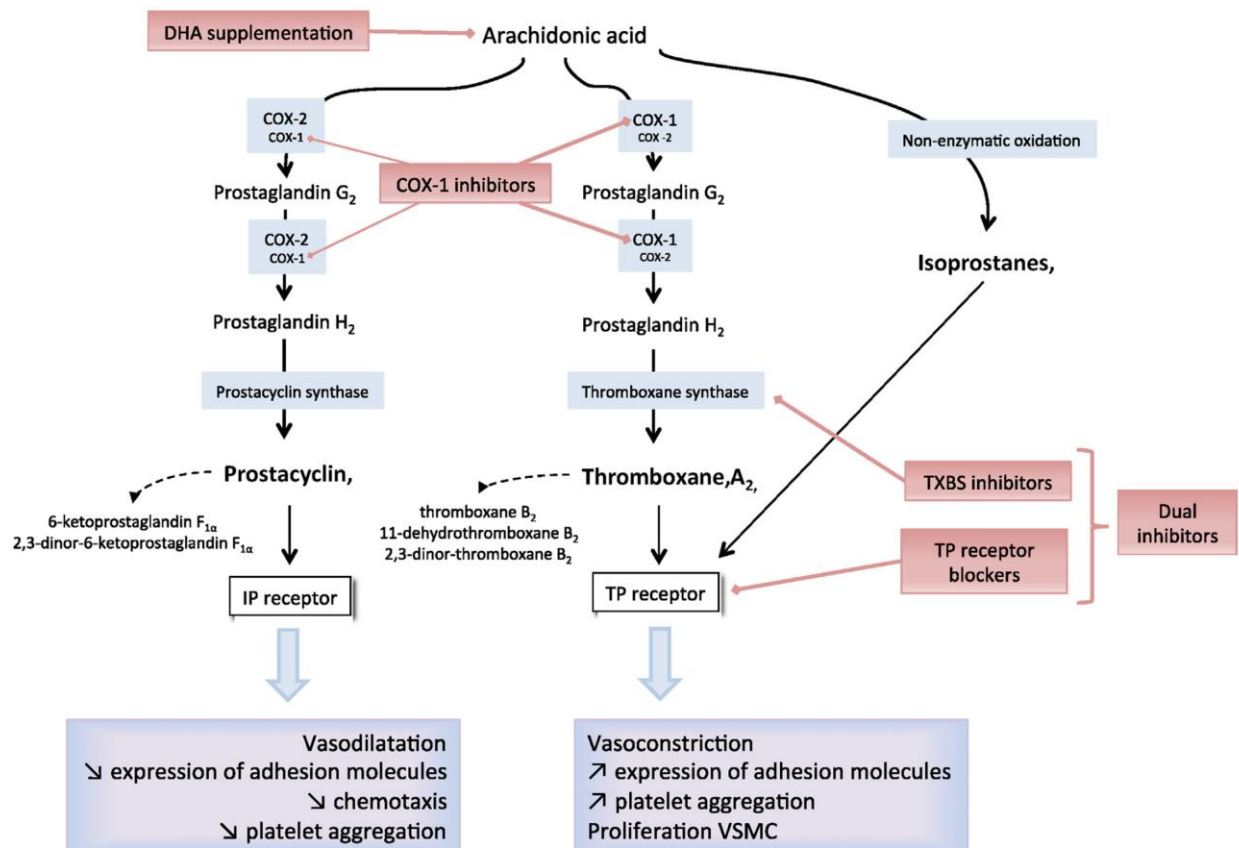 DHA supplementation
Arachidonic acid
COX-2
COX-1
COX-1
COX -2
Non-enzymatic oxidation
Prostaglandin G₂
COX-1 inhibitors
Prostaglandin G₂
COX-2
COX-1
COX-1
COX-2
Isoprostanes,
Prostaglandin H₂
Prostaglandin H₂
Prostacyclin synthase
Thromboxane synthase
Prostacyclin,
Thromboxane,A₂,
TXBS inhibitors
6-ketoprostaglandin F₁α
2,3-dinor-6-ketoprostaglandin F₁α
thromboxane B₂
11-dehydrothromboxane B₂
2,3-dinor-thromboxane B₂
Dual
inhibitors
TP receptor
blockers
IP receptor
TP receptor
Vasodilatation
↘ expression of adhesion molecules
↘ chemotaxis
↘ platelet aggregation
Vasoconstriction
↗ expression of adhesion molecules
↗ platelet aggregation
Proliferation VSMC